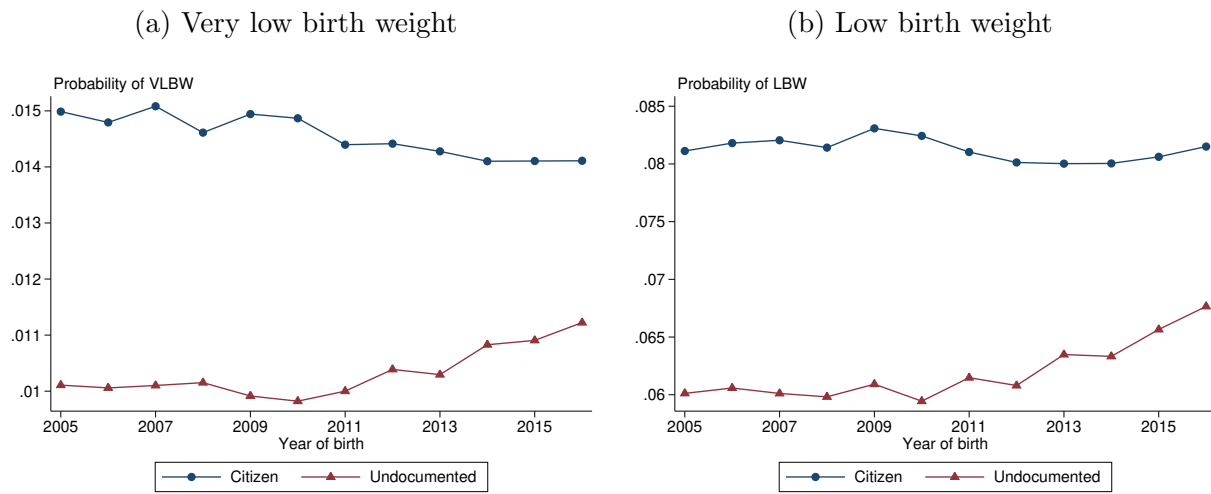 (a) Very low birth weight
Probability of VLBW
.015
.014
.013
.012
.011
.01
2005 2007 2009 2011 2013 2015
Year of birth
Citizen Undocumented
(b) Low birth weight
Probability of LBW
.085
.08
.075
.07
.065
.06
2005 2007 2009 2011 2013 2015
Year of birth
Citizen Undocumented